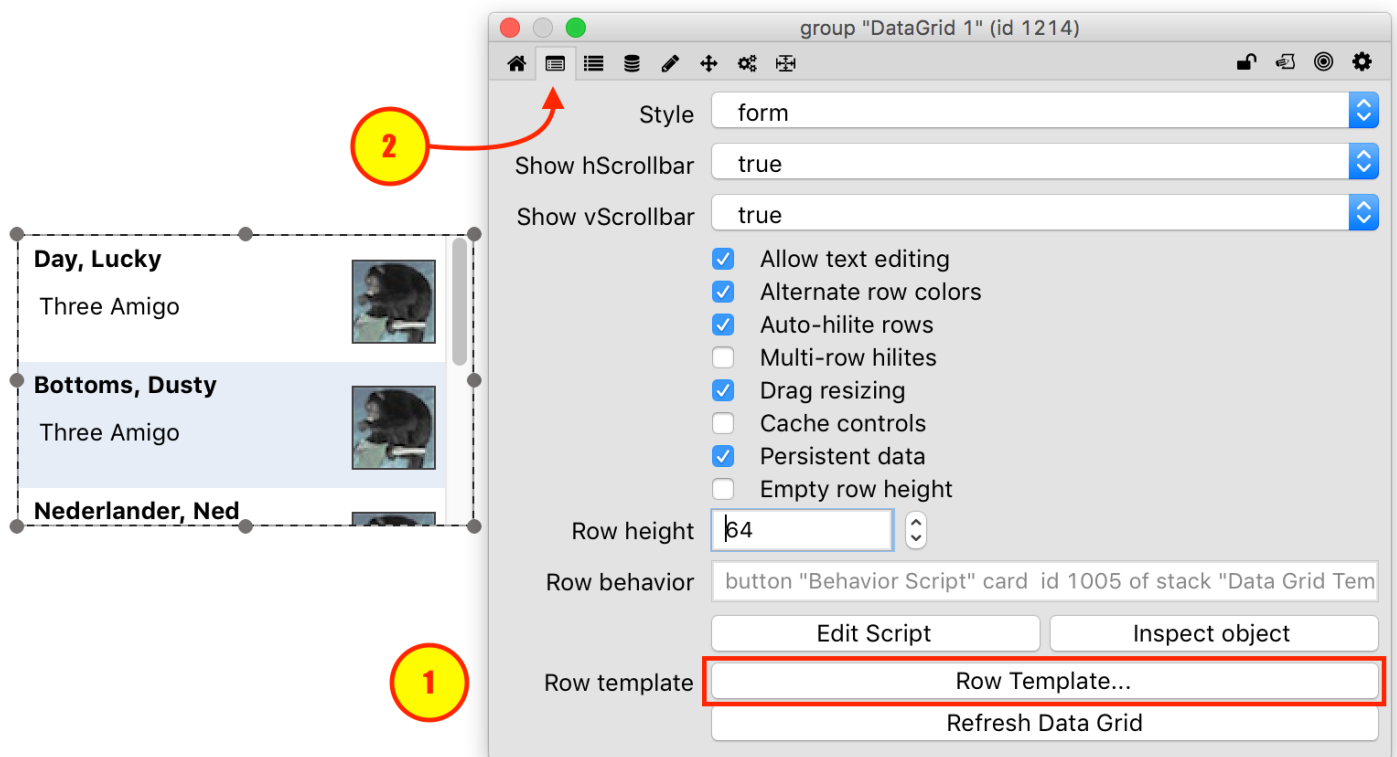 group "DataGrid 1" (id 1214)
2
Style
form
Show hScrollbar
true
Show vScrollbar
true
Day, Lucky
Three Amigo
Bottoms, Dusty
Three Amigo
Nederlander, Ned
Allow text editing
Alternate row colors
Auto-hilite rows
Multi-row hilites
Drag resizing
Cache controls
Persistent data
Empty row height
Row height
64
Row behavior
button "Behavior Script" card id 1005 of stack "Data Grid Tem
Edit Script
Inspect object
1
Row template
Row Template...
Refresh Data Grid